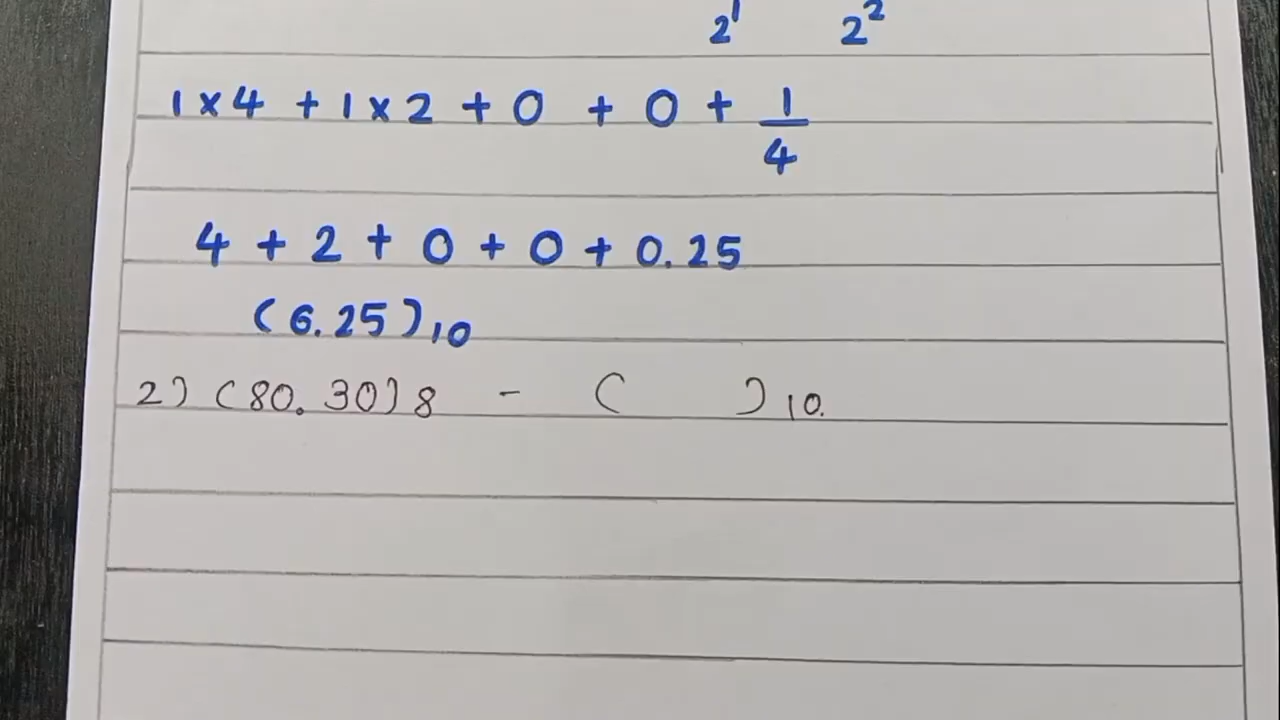 2¹ 2²
1 x 4 + 1 x 2 + 0 + 0 + 1/4
4 + 2 + 0 + 0 + 0.25
(6.25)₁₀
2) (80.30)8 - ( )₁₀.